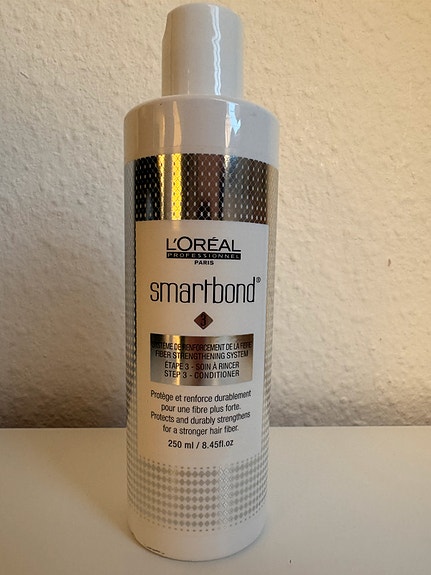 L'ORÉAL
PROFESSIONNEL
PARIS
smartbond®
3
SYSTÈME DE RENFORCEMENT DE LA FIBRE
FIBER STRENGTHENING SYSTEM
ÉTAPE 3 - SOIN À RINCER
STEP 3 - CONDITIONER
Protège et renforce durablement
pour une fibre plus forte.
Protects and durably strengthens
for a stronger hair fiber.
250 ml / 8.45fl.oz